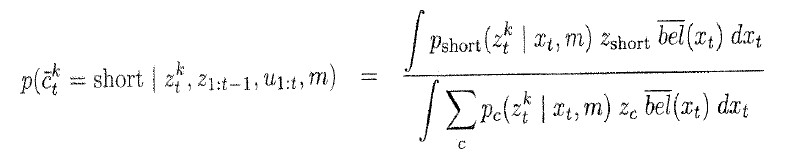 p(c̄_t^k = short | z_t^k, z_{1:t−1}, u_{1:t}, m) = \frac{∫ p_short(z_t^k | x_t, m) z_short \overline{bel}(x_t) dx_t}{∫ ∑_c p_c(z_t^k | x_t, m) z_c \overline{bel}(x_t) dx_t}